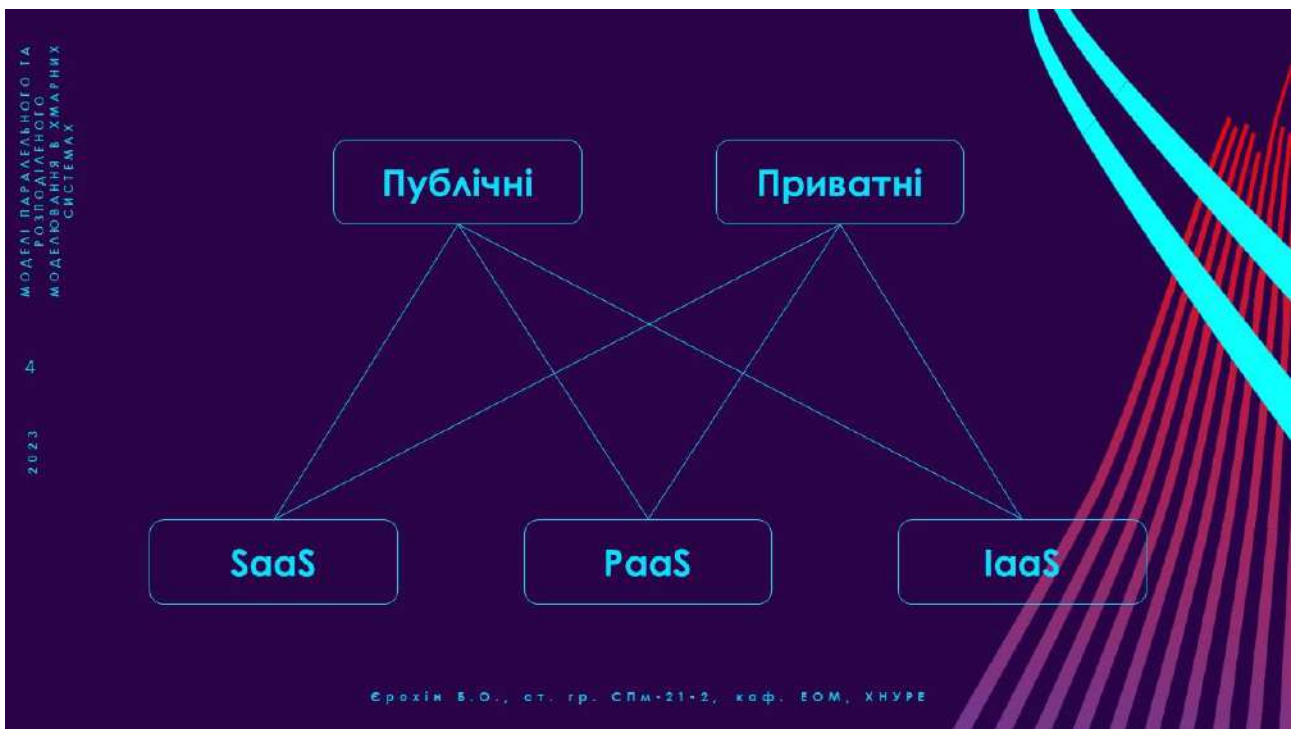 МОДЕЛІ ПАРАЛЕЛЬНОГО ТА
РОЗПОДІЛЕНОГО
МОДЕЛЮВАННЯ В ХМАРНИХ
СИСТЕМАХ
4
2023
Публічні
Приватні
SaaS
PaaS
IaaS
Єрохін Б.О., ст. гр. СПм-21-2, каф. ЕОМ, ХНУРЕ